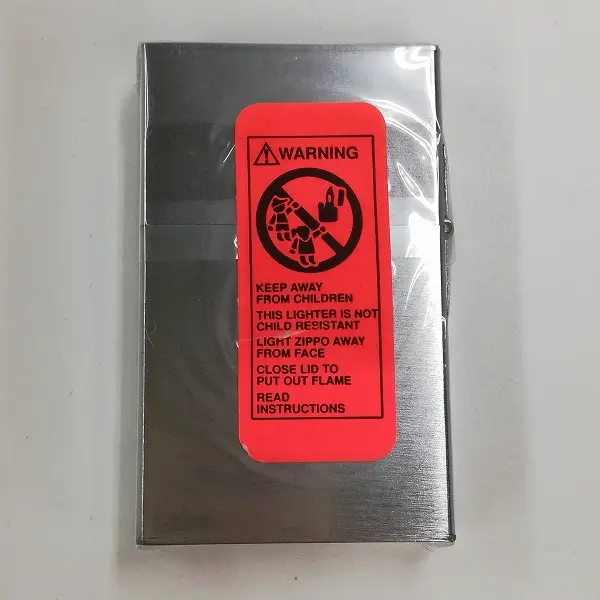 WARNING
KEEP AWAY
FROM CHILDREN
THIS LIGHTER IS NOT
CHILD RESISTANT
LIGHT ZIPPO AWAY
FROM FACE
CLOSE LID TO
PUT OUT FLAME
READ
INSTRUCTIONS